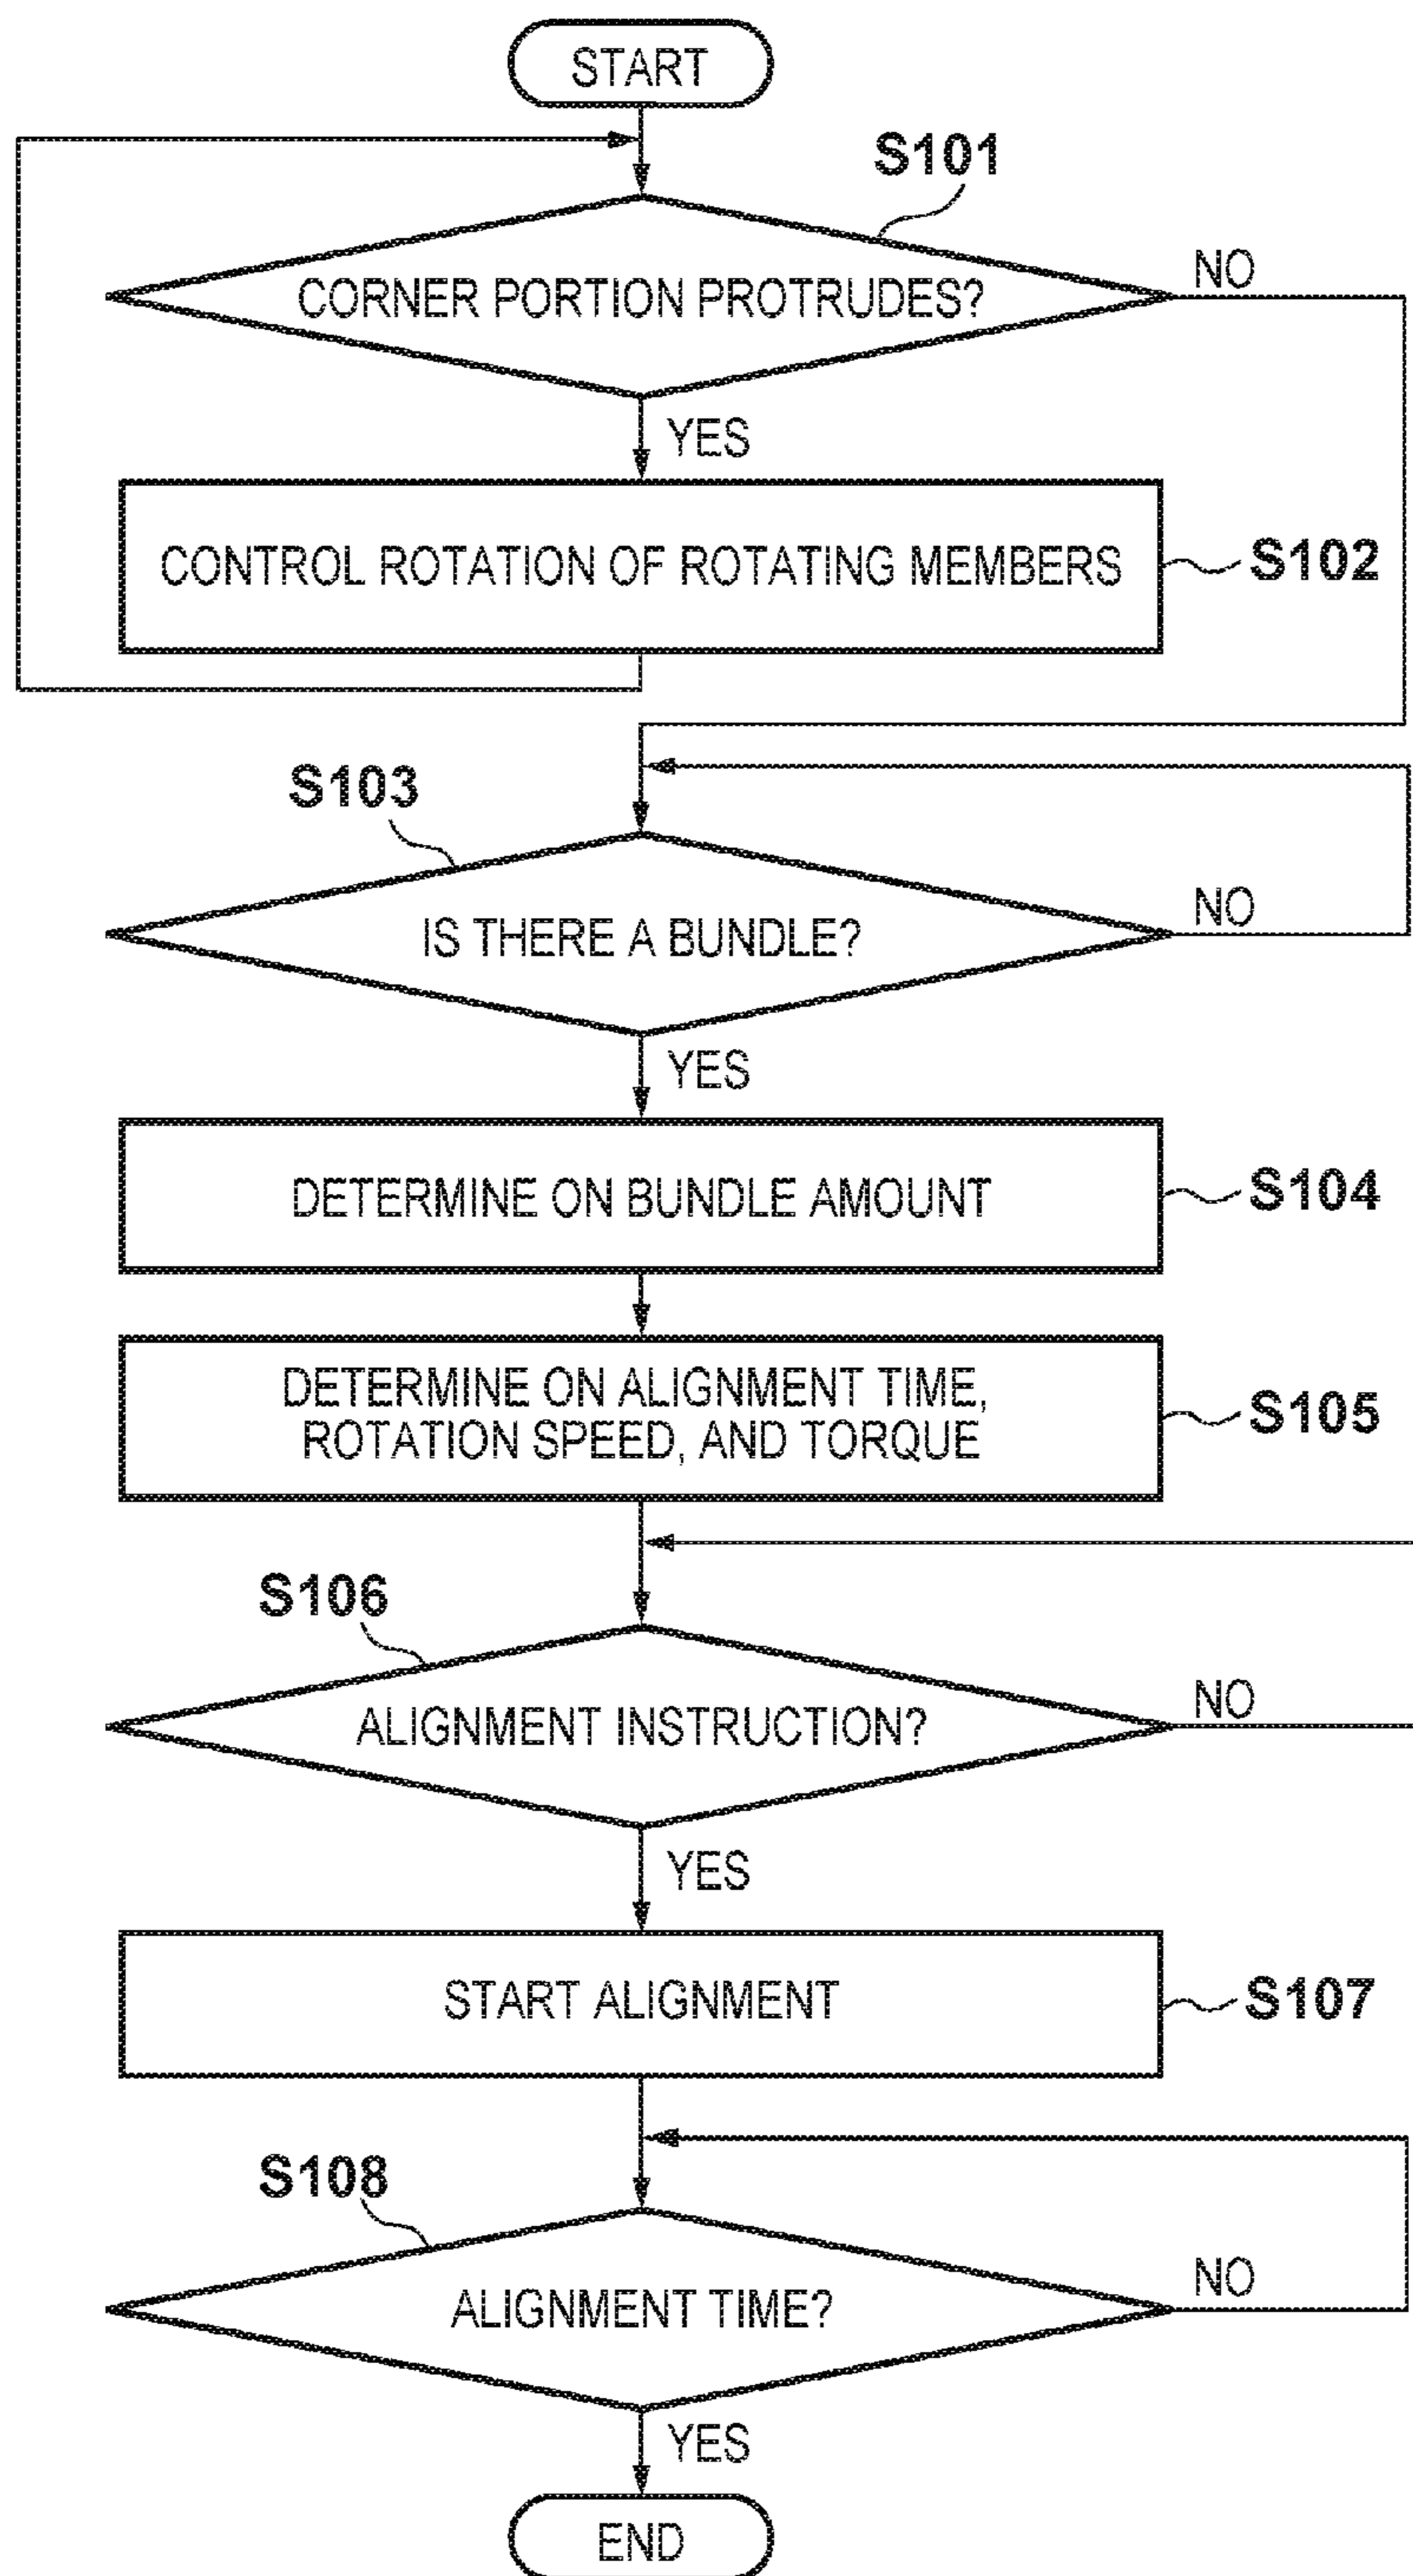 START
S101
CORNER PORTION PROTRUDES?
NO
YES
CONTROL ROTATION OF ROTATING MEMBERS
S102
S103
IS THERE A BUNDLE?
NO
YES
DETERMINE ON BUNDLE AMOUNT
S104
DETERMINE ON ALIGNMENT TIME,
ROTATION SPEED, AND TORQUE
S105
S106
ALIGNMENT INSTRUCTION?
NO
YES
START ALIGNMENT
S107
S108
ALIGNMENT TIME?
NO
YES
END